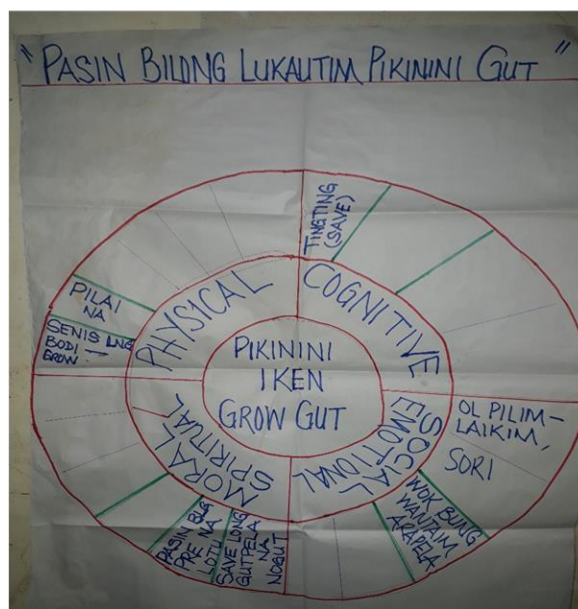 "PASIN BILONG LUKAUTIM PIKININI GUT"
TINGTING
(SAVE)
PILAI
NA
SENIS LNG
BODI —
GROW
PHYSICAL
COGNITIVE
PIKININI
IKEN
GROW GUT
MORAL
SPIRITUAL
SOCIAL
EMOTIONAL
OL PILIM-
LAIKIM,
SORI
WOK BUNG
WANTAIM
ARAPELA
PASIN BLG
PRE NA
LOTU
SAVE LONG
GUTPELA
NA
NOGUT